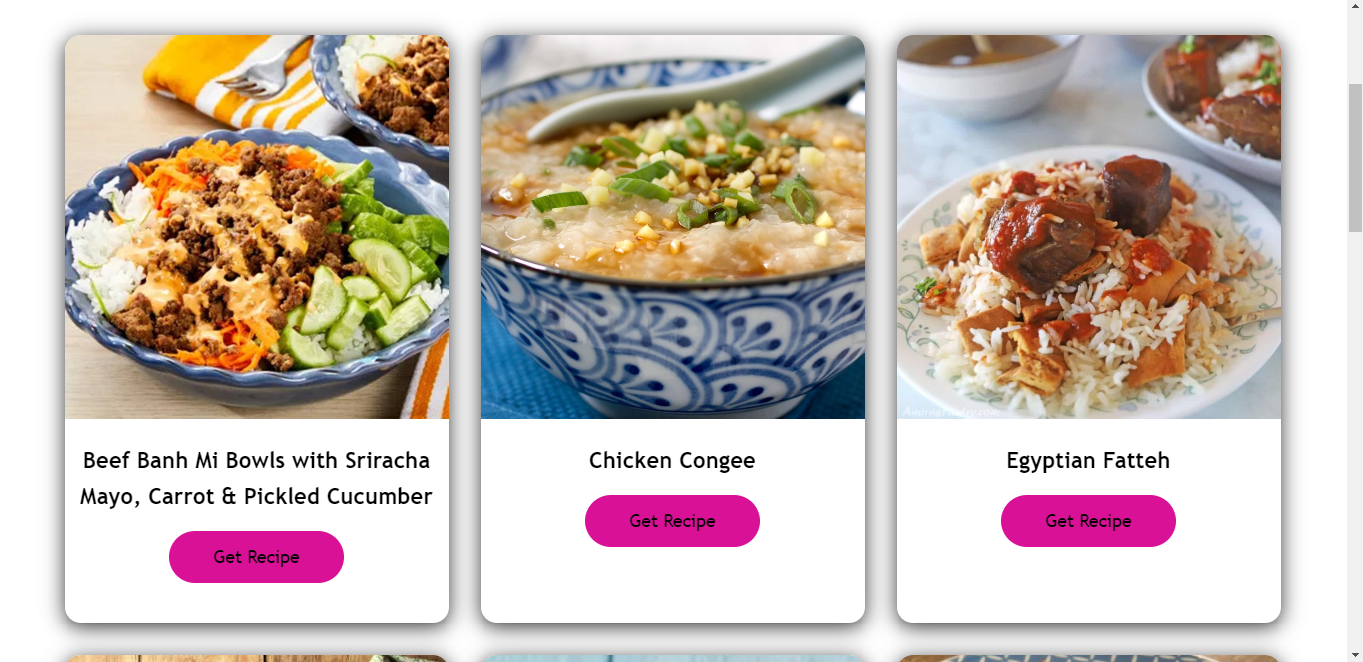 Beef Banh Mi Bowls with Sriracha
Mayo, Carrot & Pickled Cucumber
Get Recipe
Chicken Congee
Get Recipe
Egyptian Fatteh
Get Recipe